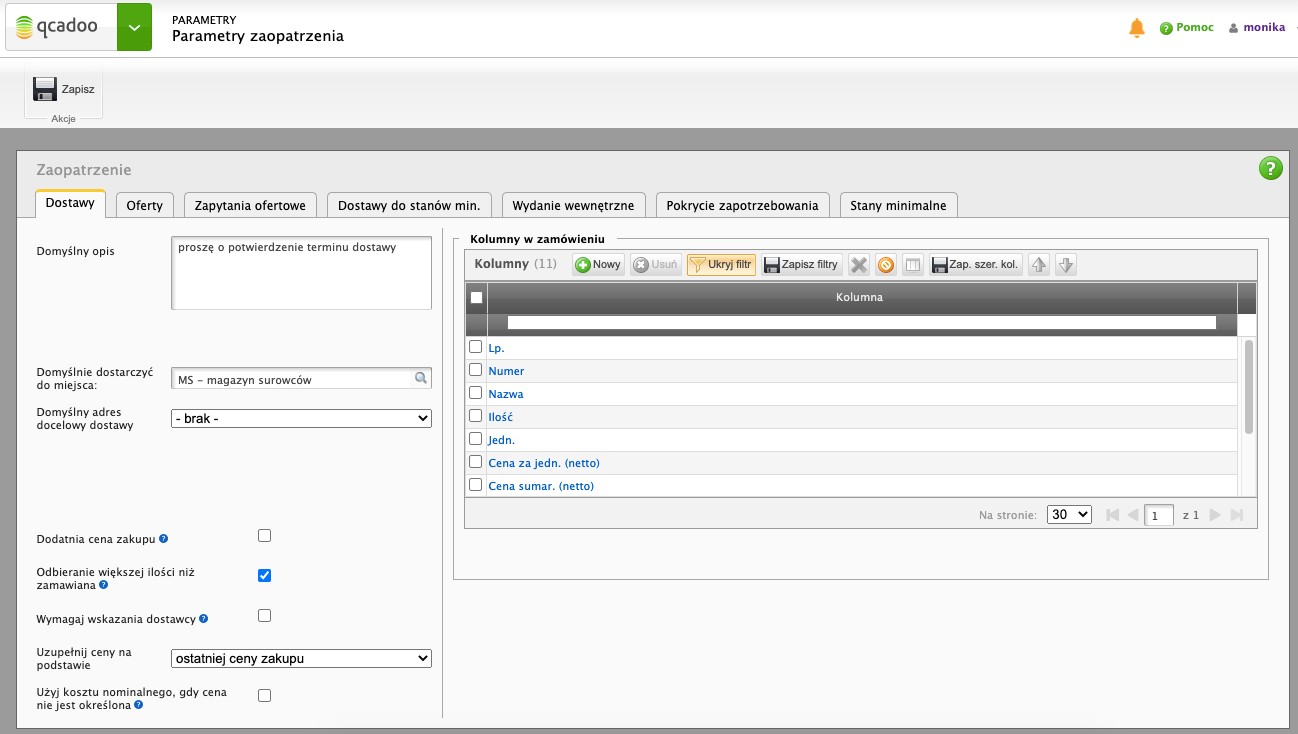 qcadoo
PARAMETRY
Parametry zaopatrzenia
Pomoc
monika
Zapisz
Akcje
Zaopatrzenie
Dostawy
Oferty
Zapytania ofertowe
Dostawy do stanów min.
Wydanie wewnętrzne
Pokrycie zapotrzebowania
Stany minimalne
Domyślny opis
proszę o potwierdzenie terminu dostawy
Domyślnie dostarczyć
do miejsca:
MS - magazyn surowców
Domyślny adres
docelowy dostawy
- brak -
Dodatnia cena zakupu
Odbieranie większej ilości niż
zamawiana
Wymagaj wskazania dostawcy
Uzupełnij ceny na
podstawie
ostatniej ceny zakupu
Użyj kosztu nominalnego, gdy cena
nie jest określona
Kolumny w zamówieniu
Kolumny (11)
Nowy
Usuń
Ukryj filtr
Zapisz filtry
Zap. szer. kol.
Kolumna
Lp.
Numer
Nazwa
Ilość
Jedn.
Cena za jedn. (netto)
Cena sumar. (netto)
Na stronie:
30
1
z 1